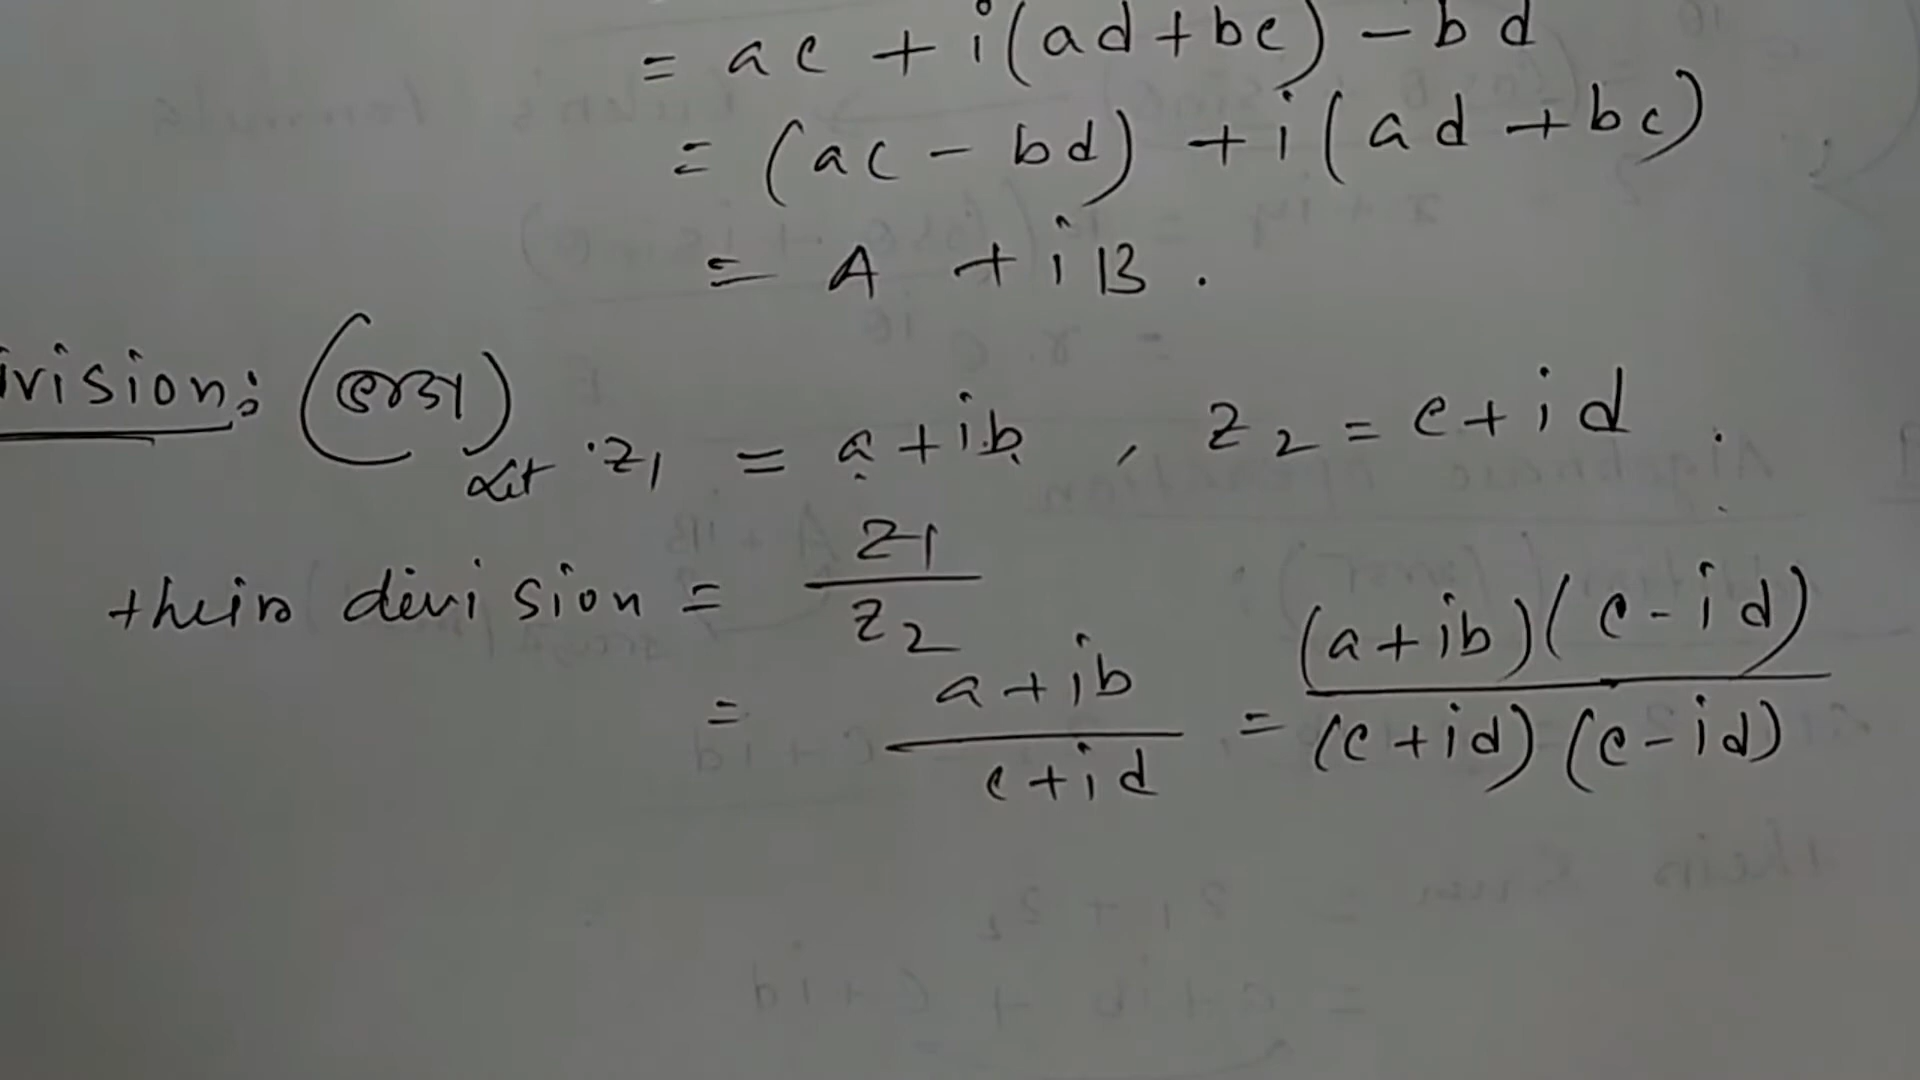 = ac + i(ad+bc) - bd
= (ac - bd) + i(ad + bc)
= A + iB.
ivision: (ভাগ)
Let z1 = a+ib, z2 = c+id.
their division = z1/z2
= a+ib/c+id = (a+ib)(c-id)/(c+id)(c-id)